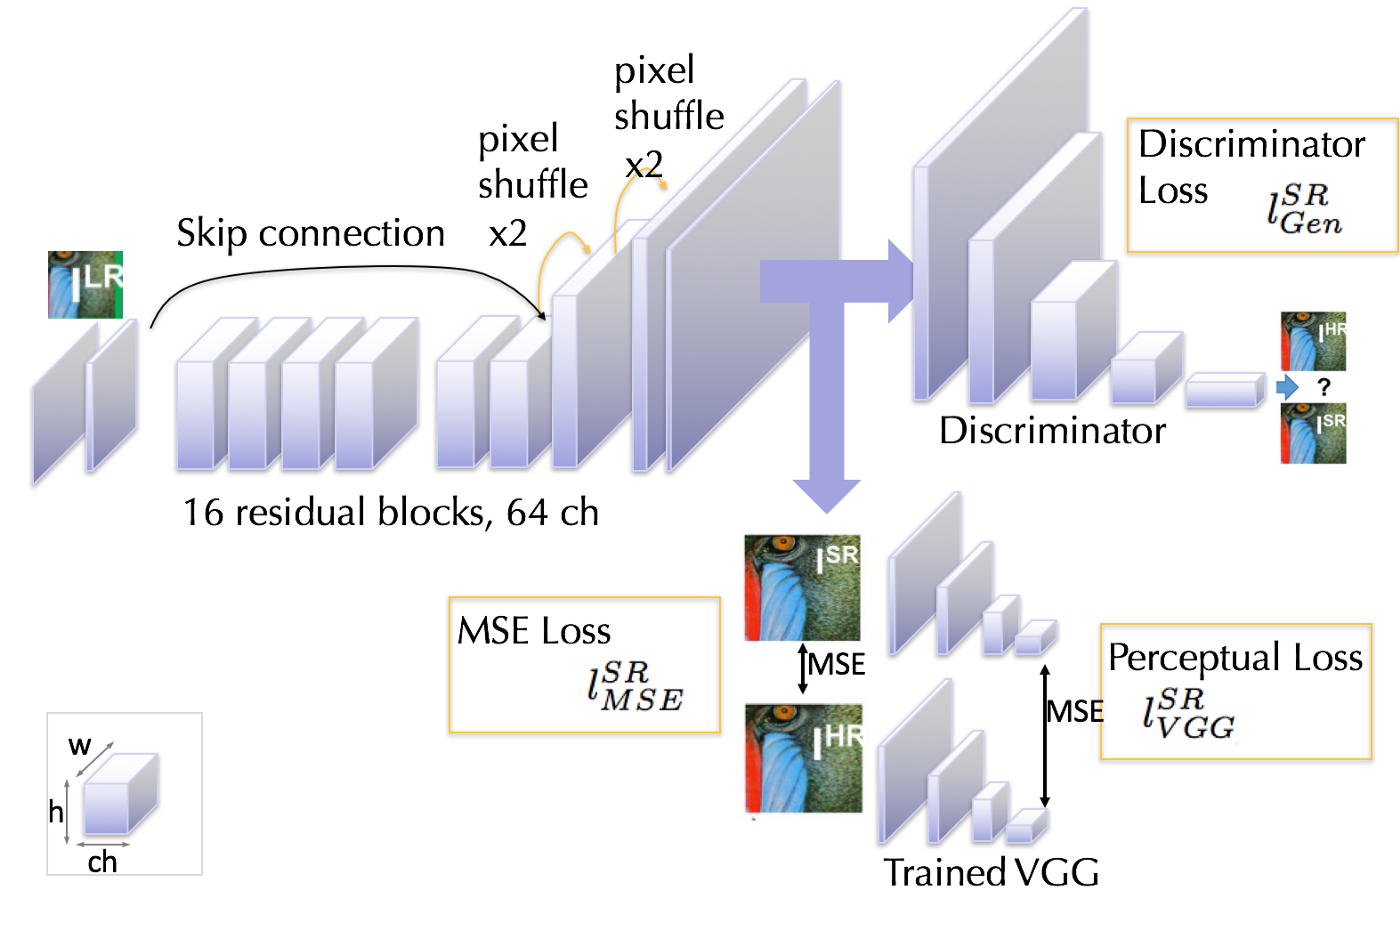 pixel
shuffle
x2
pixel
shuffle
x2
Skip connection
I^LR
16 residual blocks, 64 ch
Discriminator
Loss
l^{SR}_{Gen}
I^HR
?
I^SR
Discriminator
MSE Loss
l^{SR}_{MSE}
I^SR
MSE
I^HR
MSE
Perceptual Loss
l^{SR}_{VGG}
Trained VGG
w
h
ch